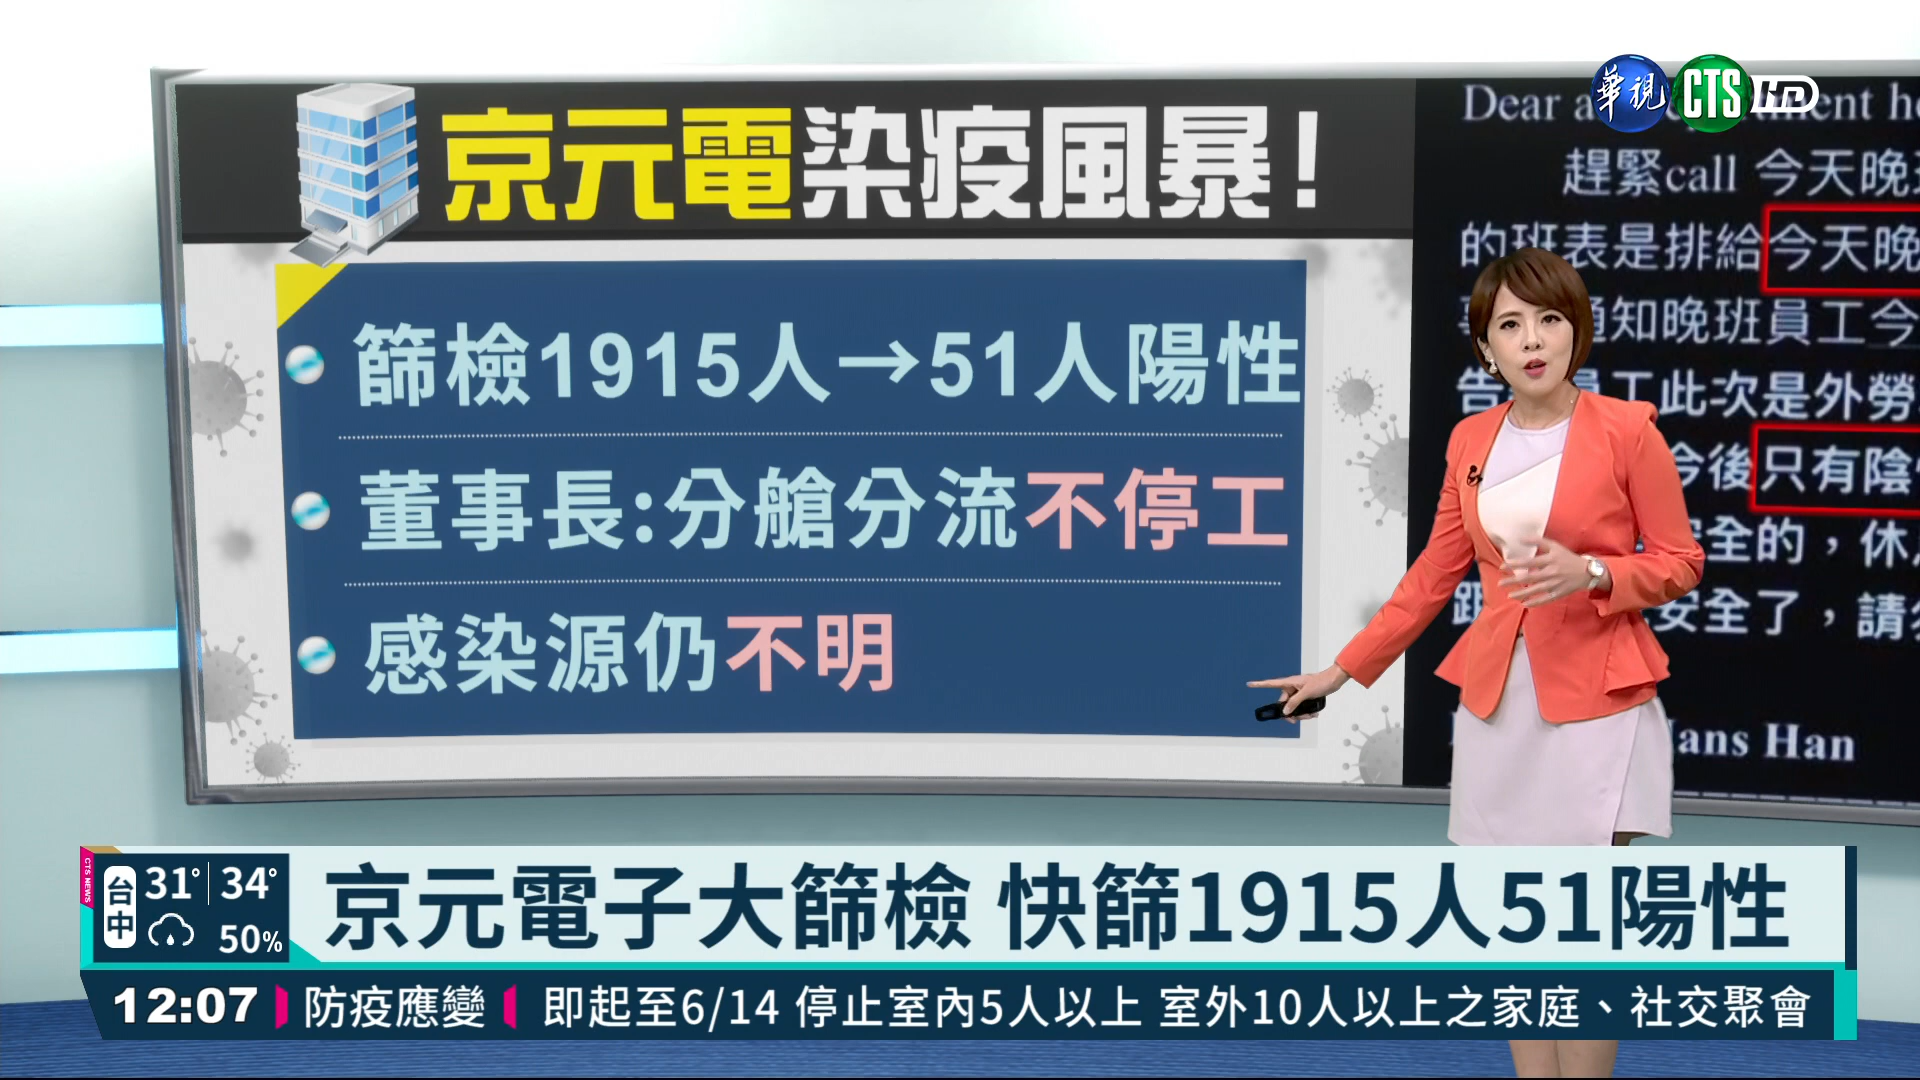 華視 CTS HD
京元電染疫風暴!
篩檢1915人→51人陽性
董事長:分艙分流不停工
感染源仍不明
Dear a
趕緊call 今天晚
的班表是排給今天晚
通知晚班員工今
工此次是外勞
今後只有陰
全的，休
安全了，請
Hans Han
CTS NEWS
台中
31° 34°
50%
京元電子大篩檢 快篩1915人51陽性
12:07 防疫應變 即起至6/14 停止室內5人以上 室外10人以上之家庭、社交聚會